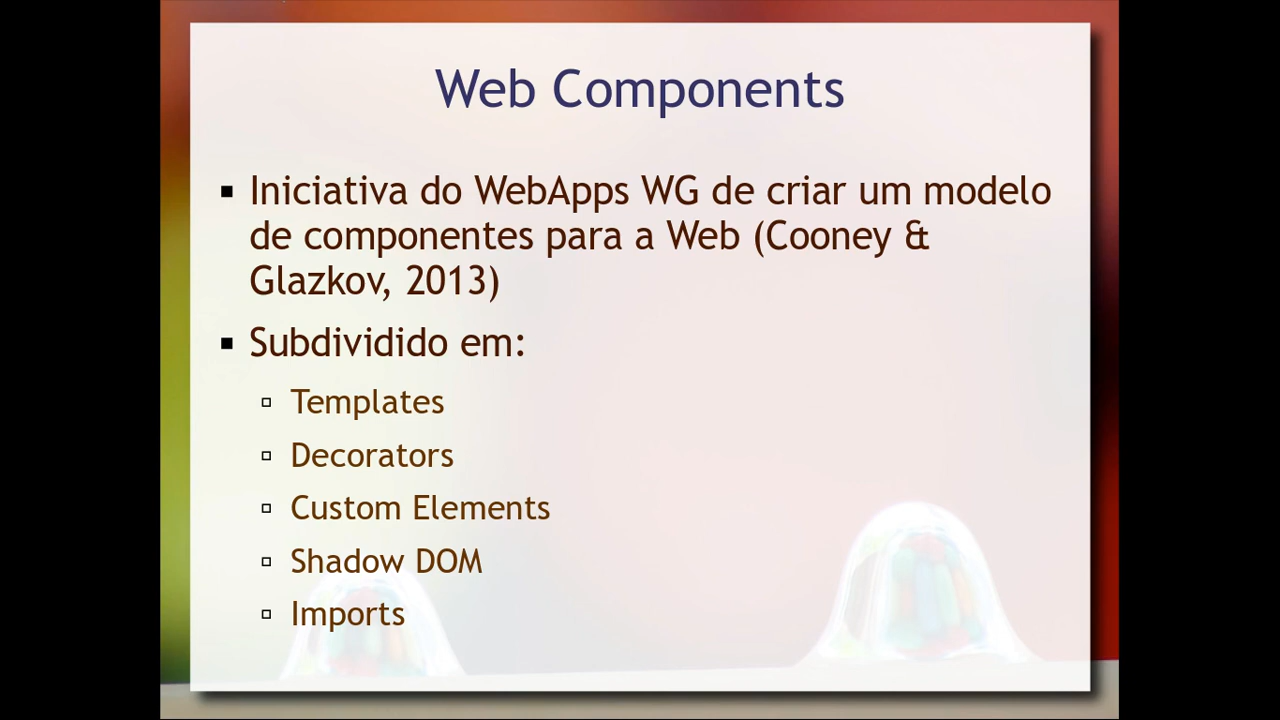 Web Components
Iniciativa do WebApps WG de criar um modelo
de componentes para a Web (Cooney &
Glazkov, 2013)
Subdividido em:
Templates
Decorators
Custom Elements
Shadow DOM
Imports